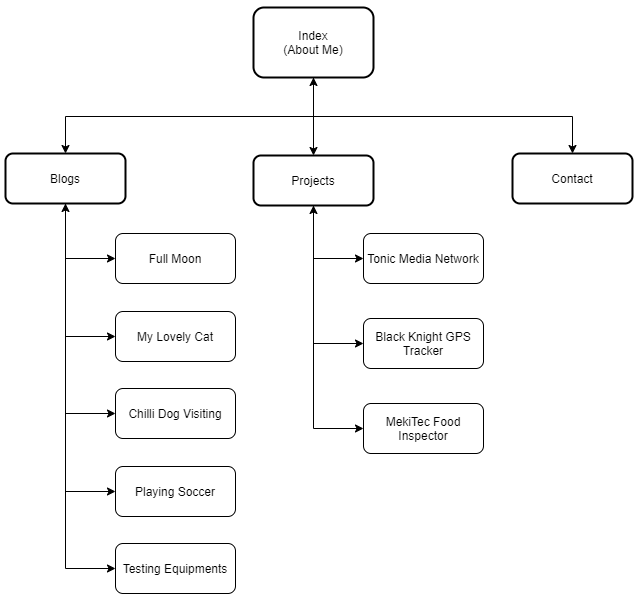 Index
(About Me)
Blogs
Projects
Contact
Full Moon
My Lovely Cat
Chilli Dog Visiting
Playing Soccer
Testing Equipments
Tonic Media Network
Black Knight GPS
Tracker
MekiTec Food
Inspector